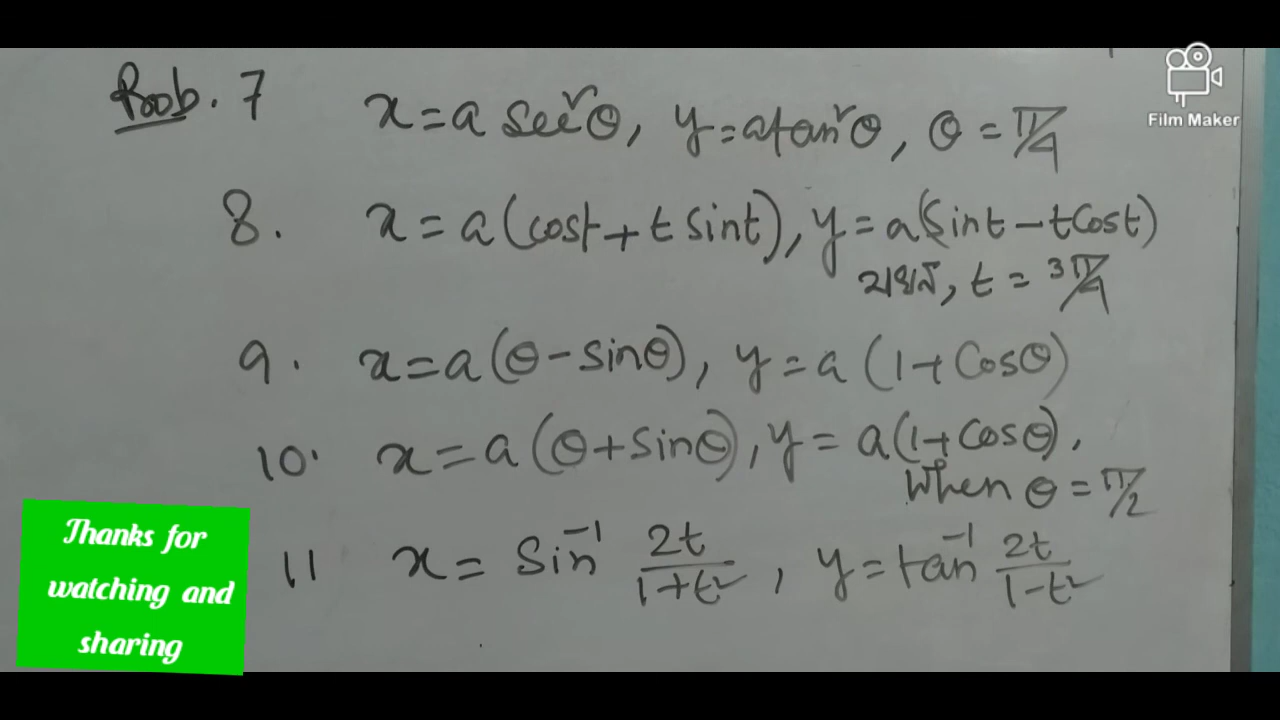 Prob. 7 x = a sec²θ, y = a tan²θ, θ = π/4
Film Maker
8. x = a(cost + t sint), y = a(sint − t cost)
যখন, t = 3π/4
9. x = a(θ − sinθ), y = a(1 + Cosθ)
10. x = a(θ + sinθ), y = a(1 + cosθ).
When θ = π/2
11 x = Sin⁻¹ 2t/1+t², y = tan⁻¹ 2t/1−t²
Thanks for
watching and
sharing